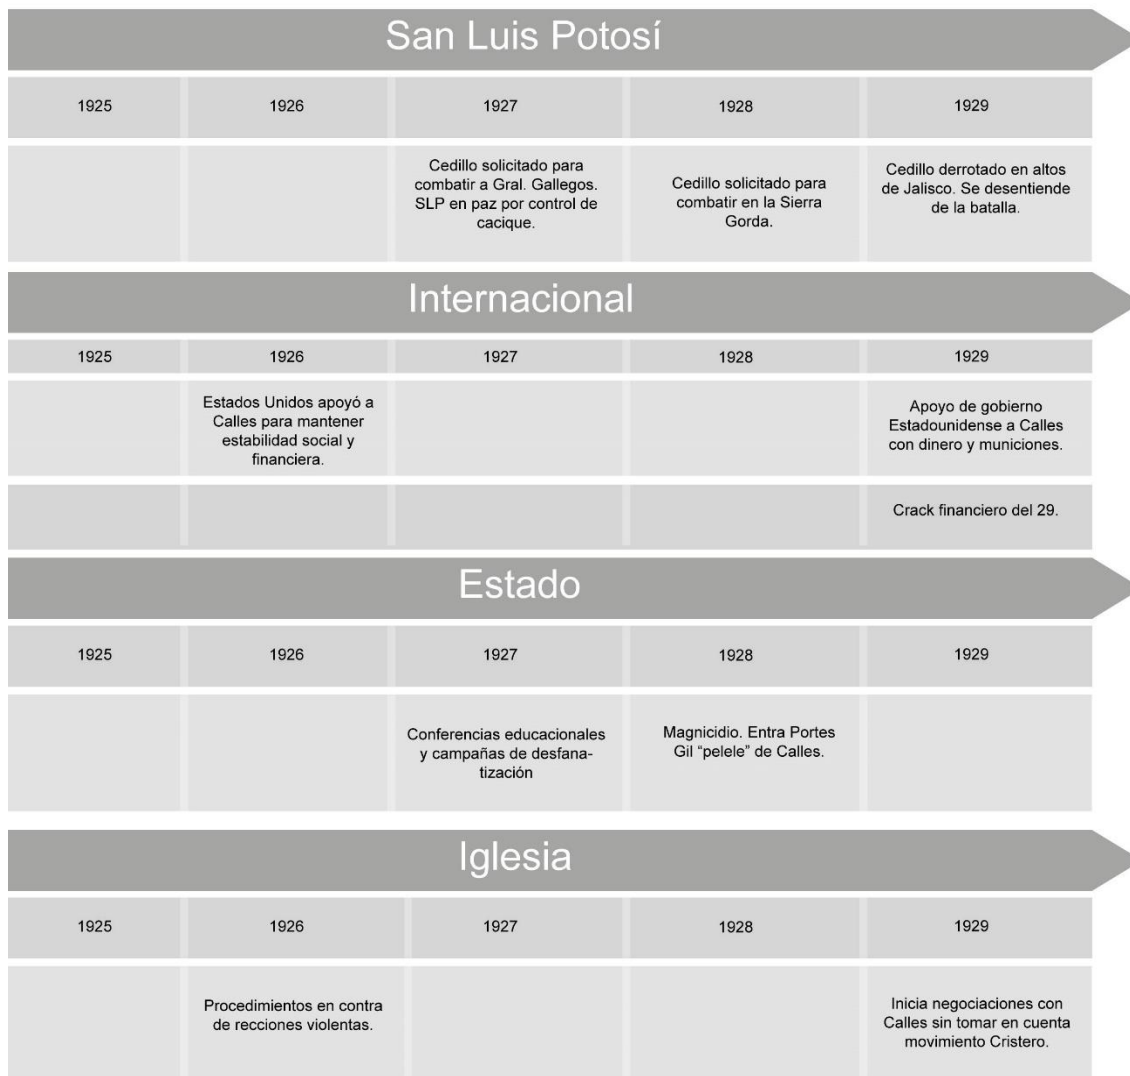 San Luis Potosí
1925 1926 1927 1928 1929
Cedillo solicitado para
combatir a Gral. Gallegos.
SLP en paz por control de
cacique.
Cedillo solicitado para
combatir en la Sierra
Gorda.
Cedillo derrotado en altos
de Jalisco. Se desentiende
de la batalla.
Internacional
1925 1926 1927 1928 1929
Estados Unidos apoyó a
Calles para mantener
estabilidad social y
financiera.
Apoyo de gobierno
Estadounidense a Calles
con dinero y municiones.
Crack financiero del 29.
Estado
1925 1926 1927 1928 1929
Conferencias educacionales
y campañas de desfana-
tización
Magnicidio. Entra Portes
Gil “pelele” de Calles.
Iglesia
1925 1926 1927 1928 1929
Procedimientos en contra
de recciones violentas.
Inicia negociaciones con
Calles sin tomar en cuenta
movimiento Cristero.